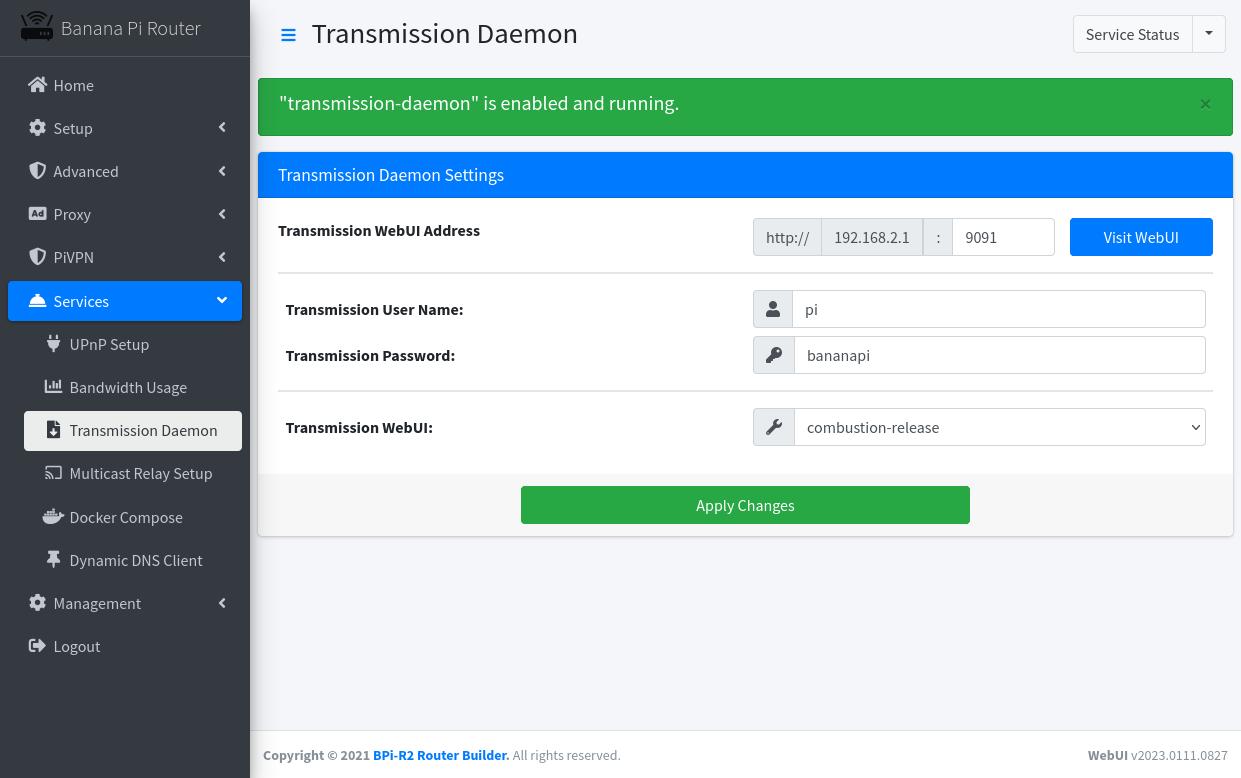 Banana Pi Router
Home
Setup
Advanced
Proxy
PiVPN
Services
UPnP Setup
Bandwidth Usage
Transmission Daemon
Multicast Relay Setup
Docker Compose
Dynamic DNS Client
Management
Logout
Transmission Daemon
Service Status
"transmission-daemon" is enabled and running.
×
Transmission Daemon Settings
Transmission WebUI Address http:// 192.168.2.1 : 9091 Visit WebUI
Transmission User Name: pi
Transmission Password: bananapi
Transmission WebUI: combustion-release
Apply Changes
Copyright © 2021 BPi-R2 Router Builder. All rights reserved. WebUI v2023.0111.0827